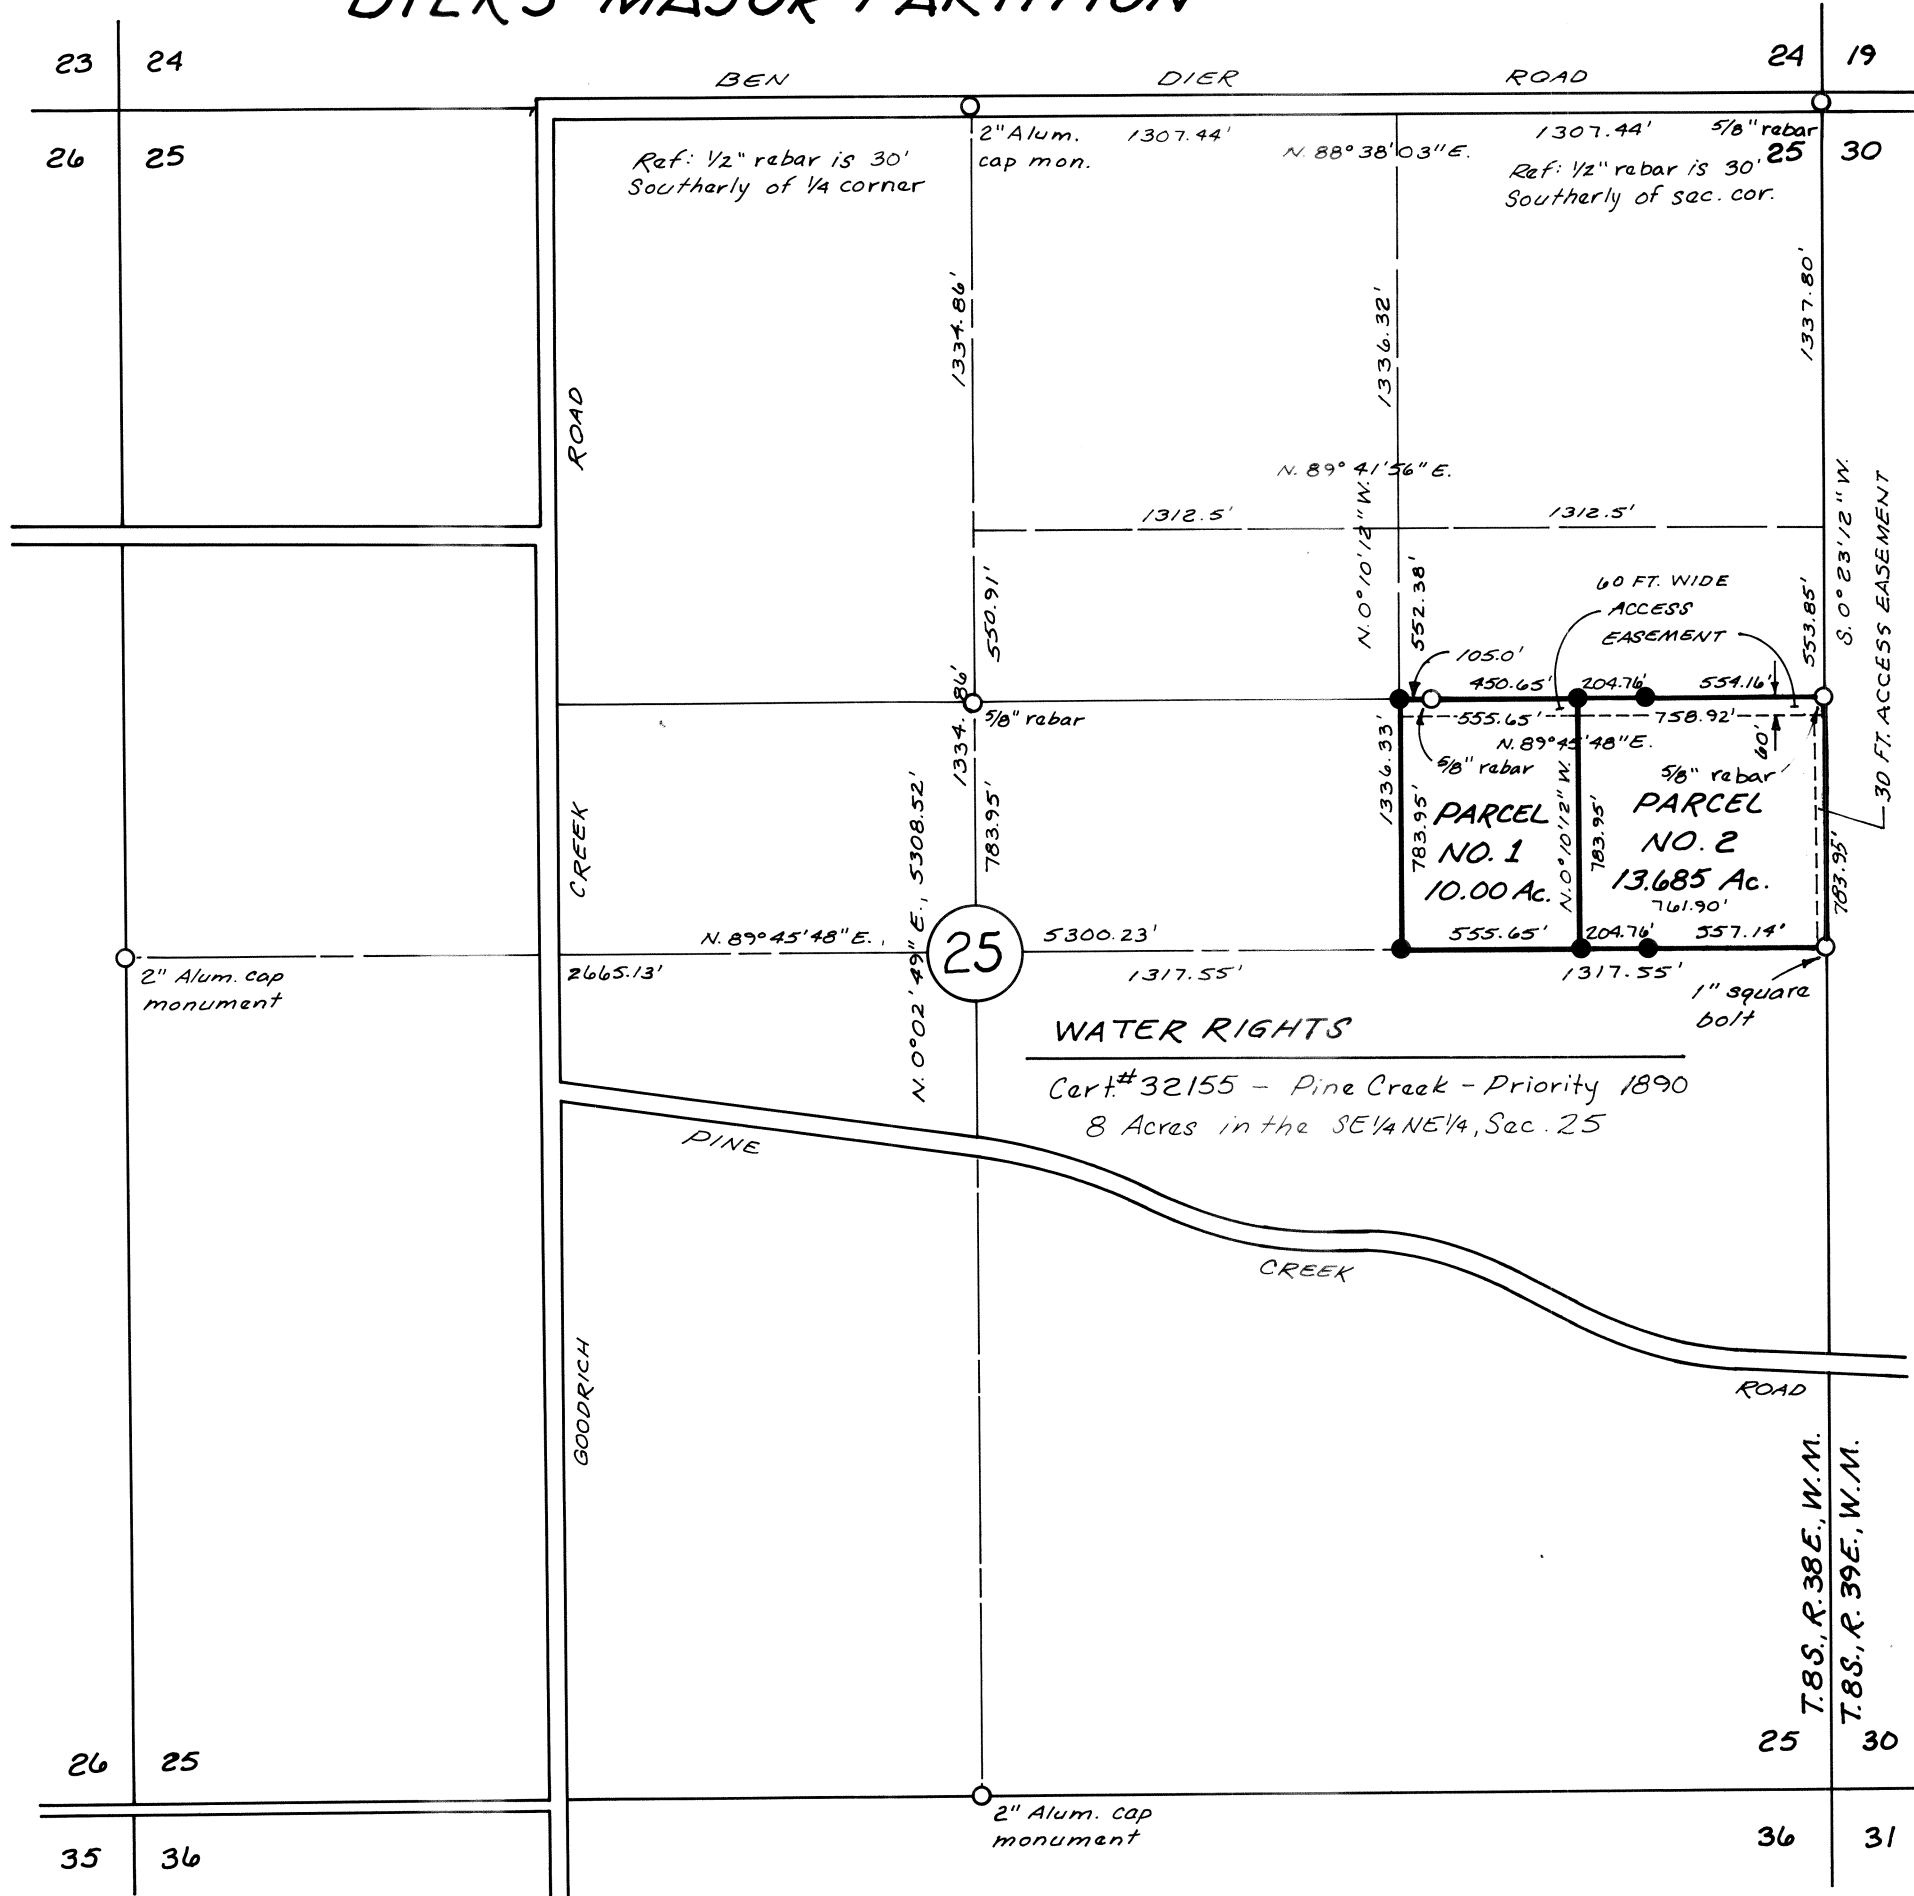 DIER'S MAJOR PARTITION
23 24
24 19
BEN DIER ROAD
26 25
25 30
2" Alum.
cap mon.
1307.44'
N. 88° 38' 03" E.
1307.44'
5/8" rebar
Ref: 1/2" rebar is 30'
Southerly of 1/4 corner
Ref: 1/2" rebar is 30'
Southerly of sec. cor.
1334.86'
1336.32'
1337.80'
ROAD
N. 89° 41' 56" E.
1312.5'
1312.5'
N. 0° 10' 12" W.
S. 0° 23' 12" W.
30 FT. ACCESS EASEMENT
550.91'
552.38'
553.85'
60 FT. WIDE
ACCESS
EASEMENT
105.0'
450.65'
204.76'
554.16'
5/8" rebar
1334.86'
555.65'
758.92'
N. 89° 45' 48" E.
60'
5/8" rebar
5/8" rebar
1336.33'
783.95'
783.95'
N. 0° 10' 12" W.
783.95'
783.95'
PARCEL
NO. 1
10.00 Ac.
PARCEL
NO. 2
13.685 Ac.
761.90'
CREEK
N. 0° 02' 49" E., 5308.52'
N. 89° 45' 48" E.,
25
5300.23'
555.65'
204.76'
557.14'
2" Alum. cap
monument
2665.13'
1317.55'
1317.55'
1" square
bolt
WATER RIGHTS
Cert.# 32155 - Pine Creek - Priority 1890
8 Acres in the SE 1/4 NE 1/4, Sec. 25
PINE
CREEK
ROAD
GOODRICH
T.8S., R.38E., W.M.
T.8S., R.39E., W.M.
26 25
25 30
2" Alum. cap
monument
35 36
36 31